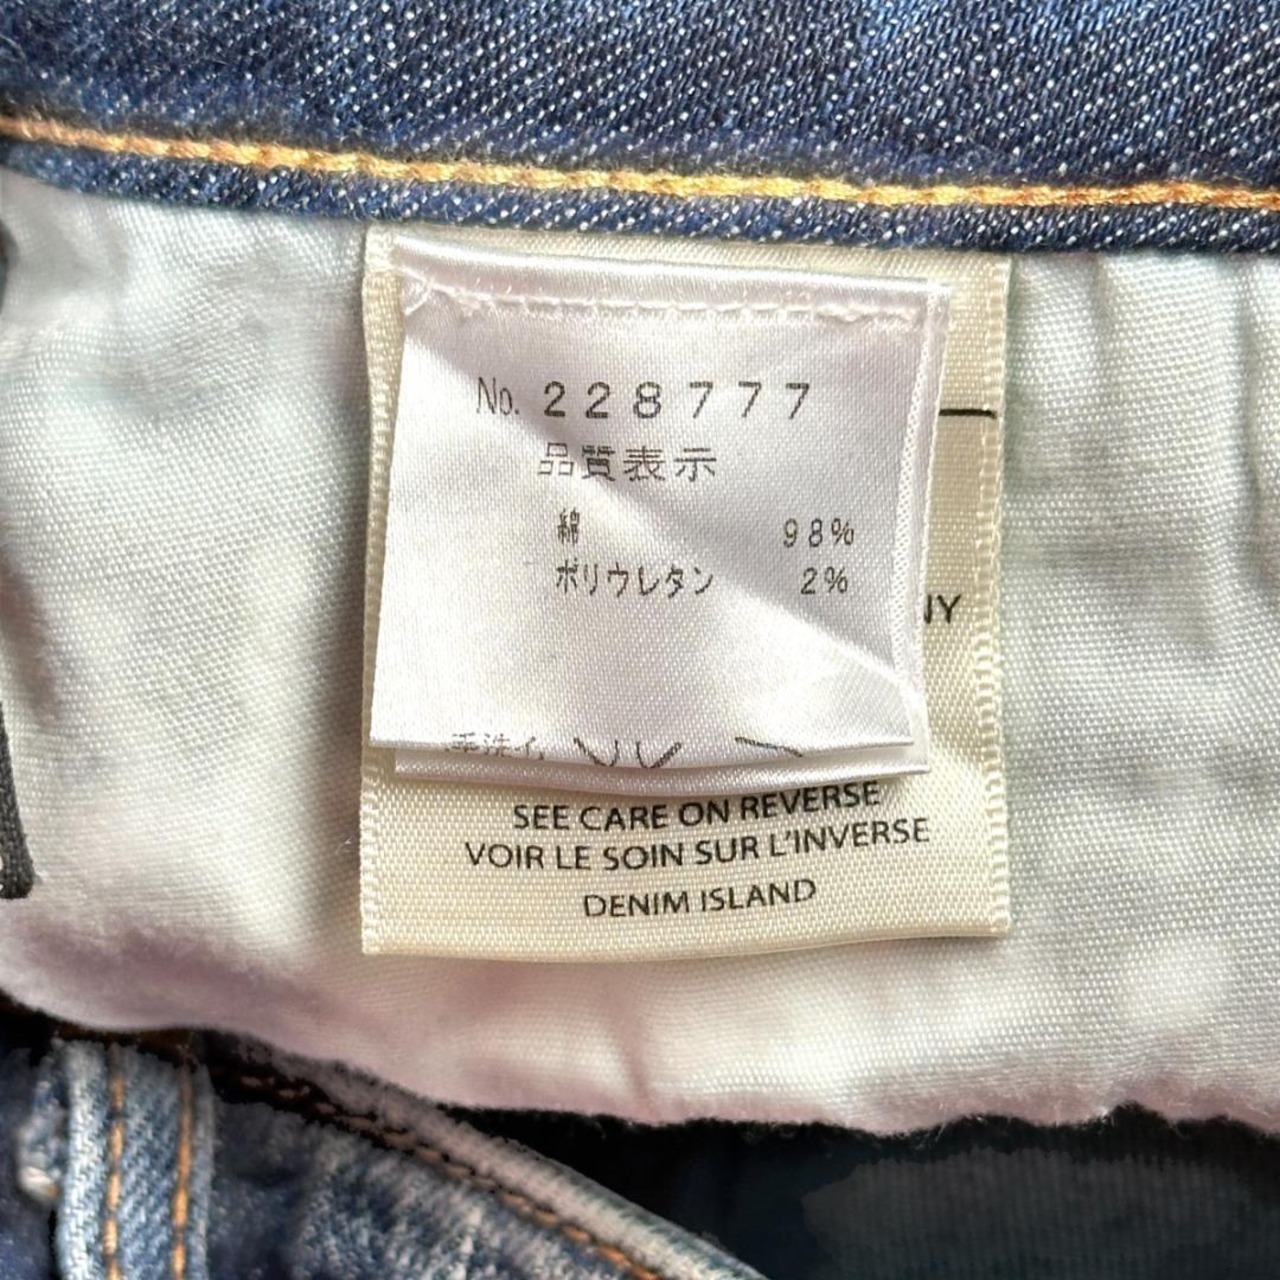 No. 228777
品質表示
綿 98%
ポリウレタン 2%
NY
SEE CARE ON REVERSE
VOIR LE SOIN SUR L'INVERSE
DENIM ISLAND